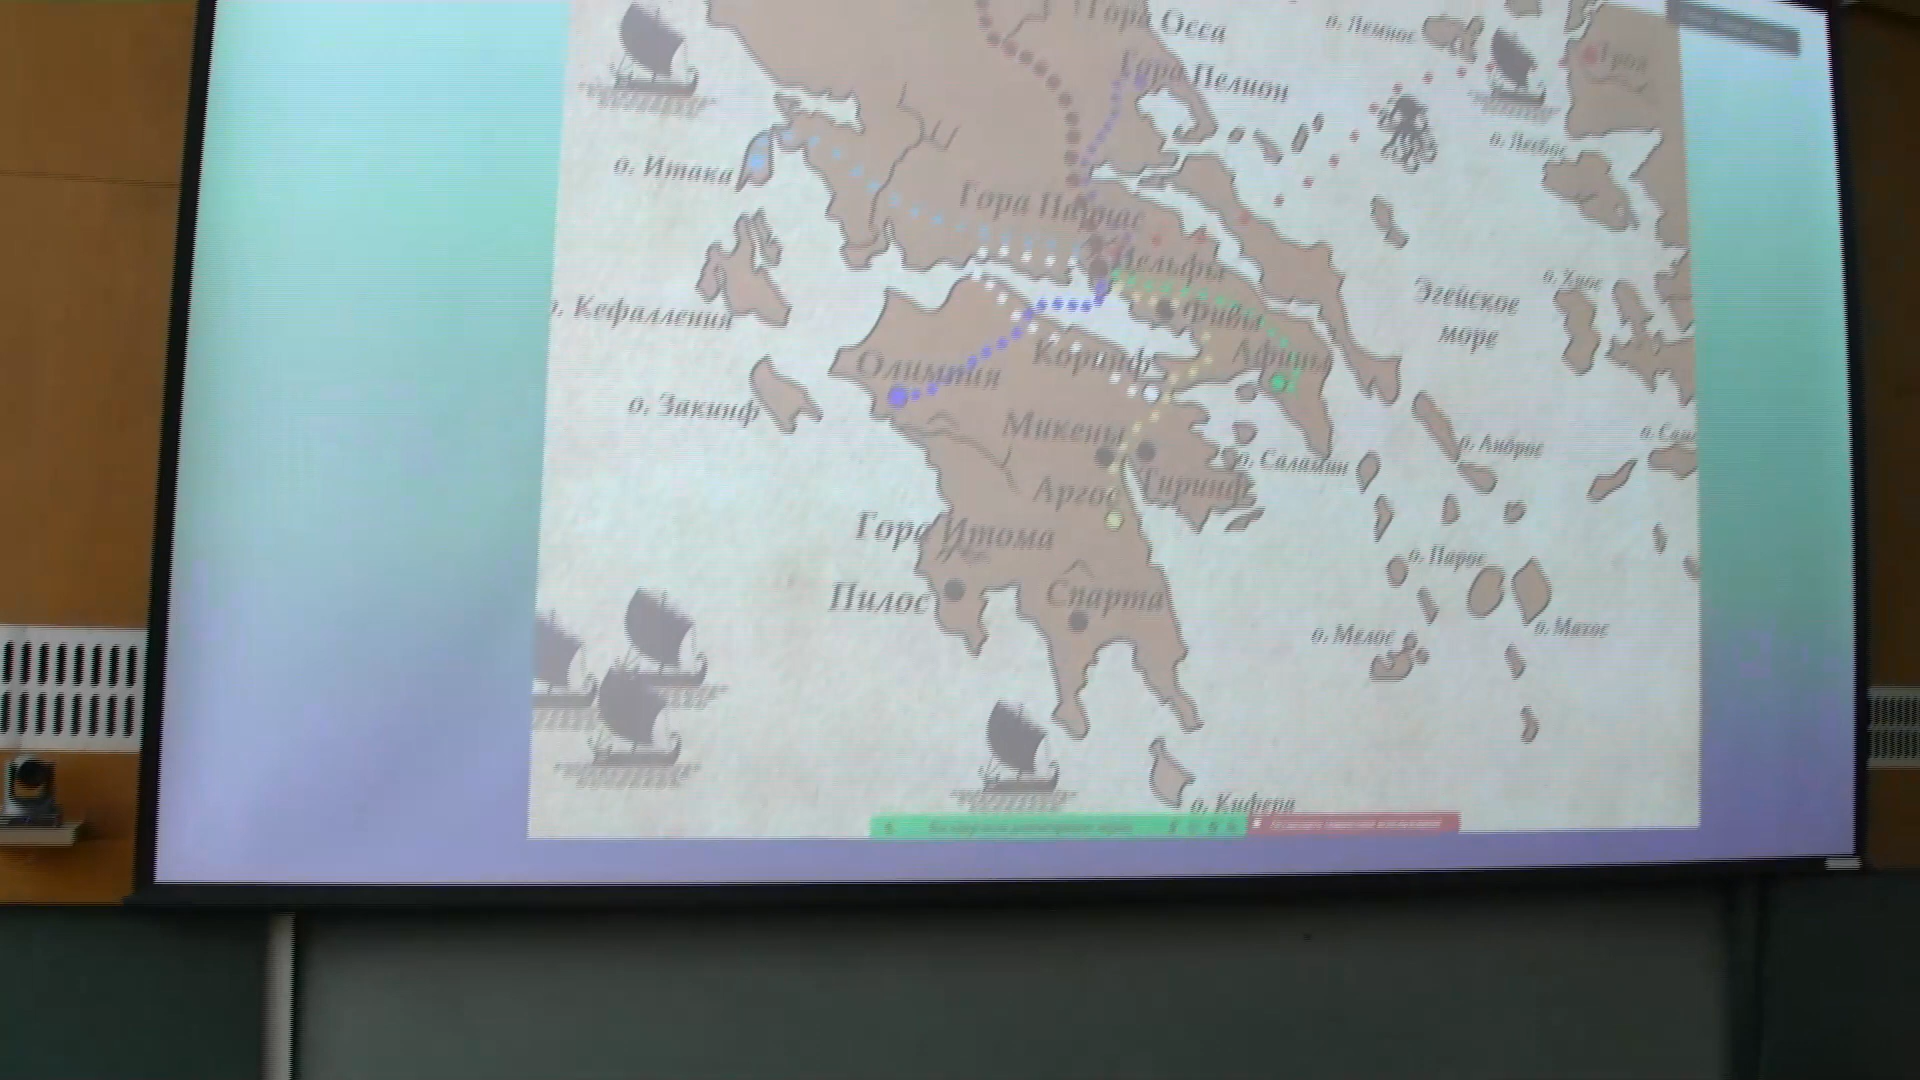 Гора Осса
о. Лемнос
Гора Пелион
Троя
о. Лесбос
о. Итака
Гора Парнас
Дельфы
о. Хиос
Эгейское
море
о. Кефалления
Фивы
Коринф
Афины
Олимпия
о. Закинф
Микены
о. Андрос
о. Саламин
Аргос
Тиринф
Гора Итома
о. Парос
Пилос
Спарта
о. Мелос
о. Кифера